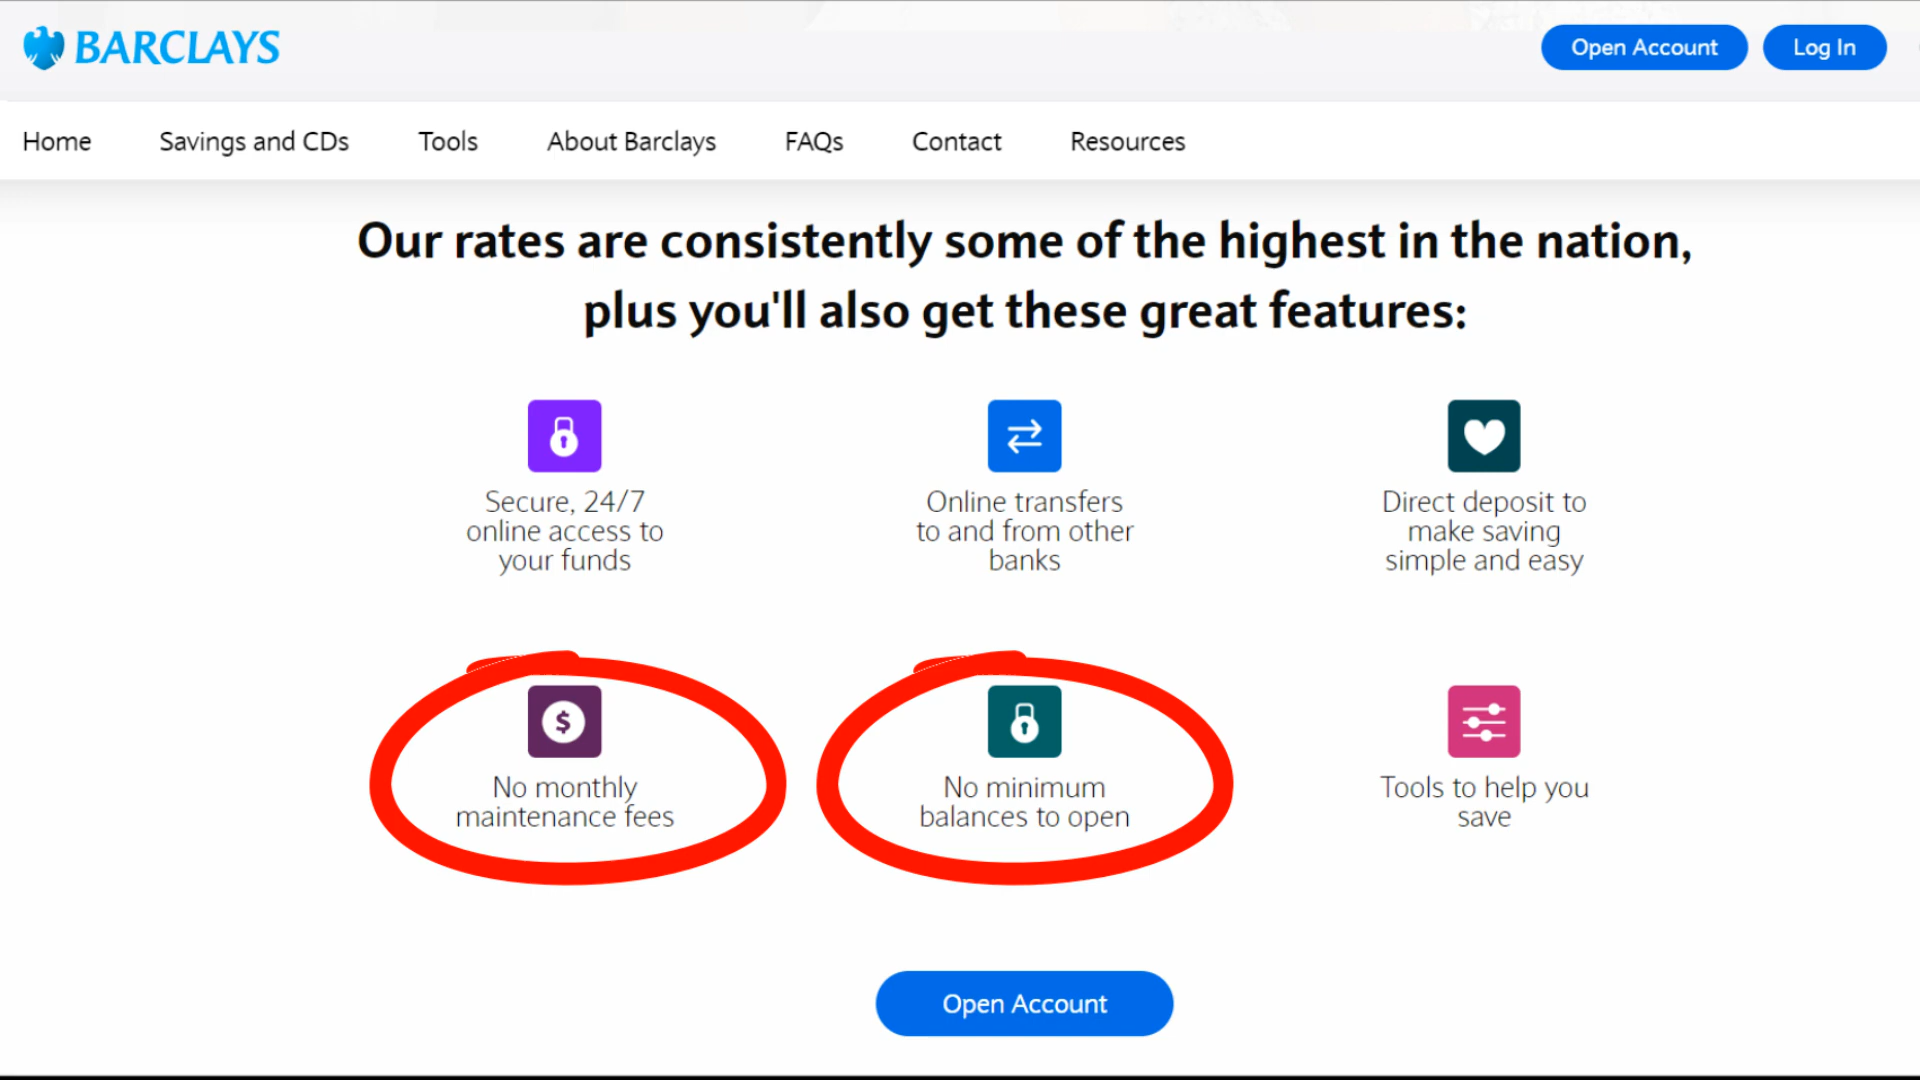 BARCLAYS
Open Account
Log In
Home
Savings and CDs
Tools
About Barclays
FAQs
Contact
Resources
Our rates are consistently some of the highest in the nation,
plus you'll also get these great features:
Secure, 24/7
online access to
your funds
Online transfers
to and from other
banks
Direct deposit to
make saving
simple and easy
$
No monthly
maintenance fees
No minimum
balances to open
Tools to help you
save
Open Account